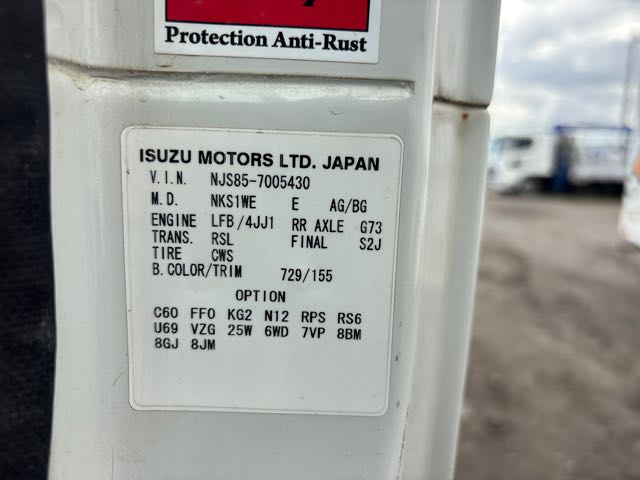 Protection Anti-Rust
ISUZU MOTORS LTD. JAPAN
V.I.N. NJS85-7005430
M.D. NKS1WE E AG/BG
ENGINE LFB/4JJ1 RR AXLE G73
TRANS. RSL FINAL S2J
TIRE CWS
B.COLOR/TRIM 729/155
OPTION
C60 FF0 KG2 N12 RPS RS6
U69 VZG 25W 6WD 7VP 8BM
8GJ 8JM